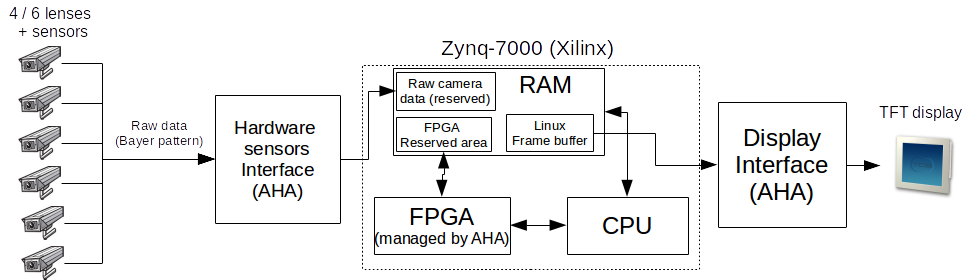 4 / 6 lenses
+ sensors
Raw data
(Bayer pattern)
Hardware
sensors
Interface
(AHA)
Zynq-7000 (Xilinx)
Raw camera
data (reserved)
RAM
FPGA
Reserved area
Linux
Frame buffer
FPGA
(managed by AHA)
CPU
Display
Interface
(AHA)
TFT display